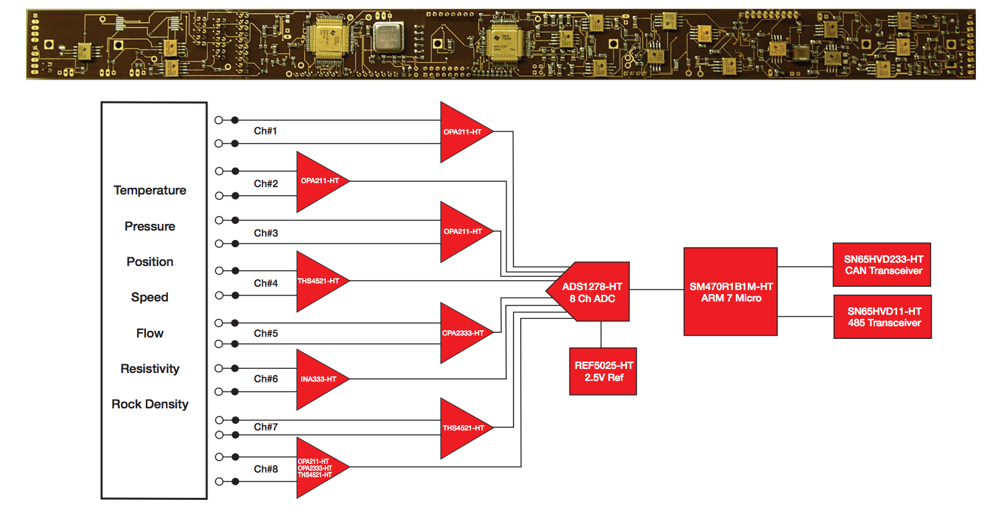 Temperature
Pressure
Position
Speed
Flow
Resistivity
Rock Density
Ch#1
OPA211-HT
Ch#2
OPA211-HT
Ch#3
OPA211-HT
Ch#4
THS4521-HT
Ch#5
CPA2333-HT
Ch#6
INA333-HT
Ch#7
THS4521-HT
Ch#8
OPA211-HT
OPA2333-HT
THS4521-HT
ADS1278-HT
8 Ch ADC
REF5025-HT
2.5V Ref
SM470R1B1M-HT
ARM 7 Micro
SN65HVD233-HT
CAN Transceiver
SN65HVD11-HT
485 Transceiver